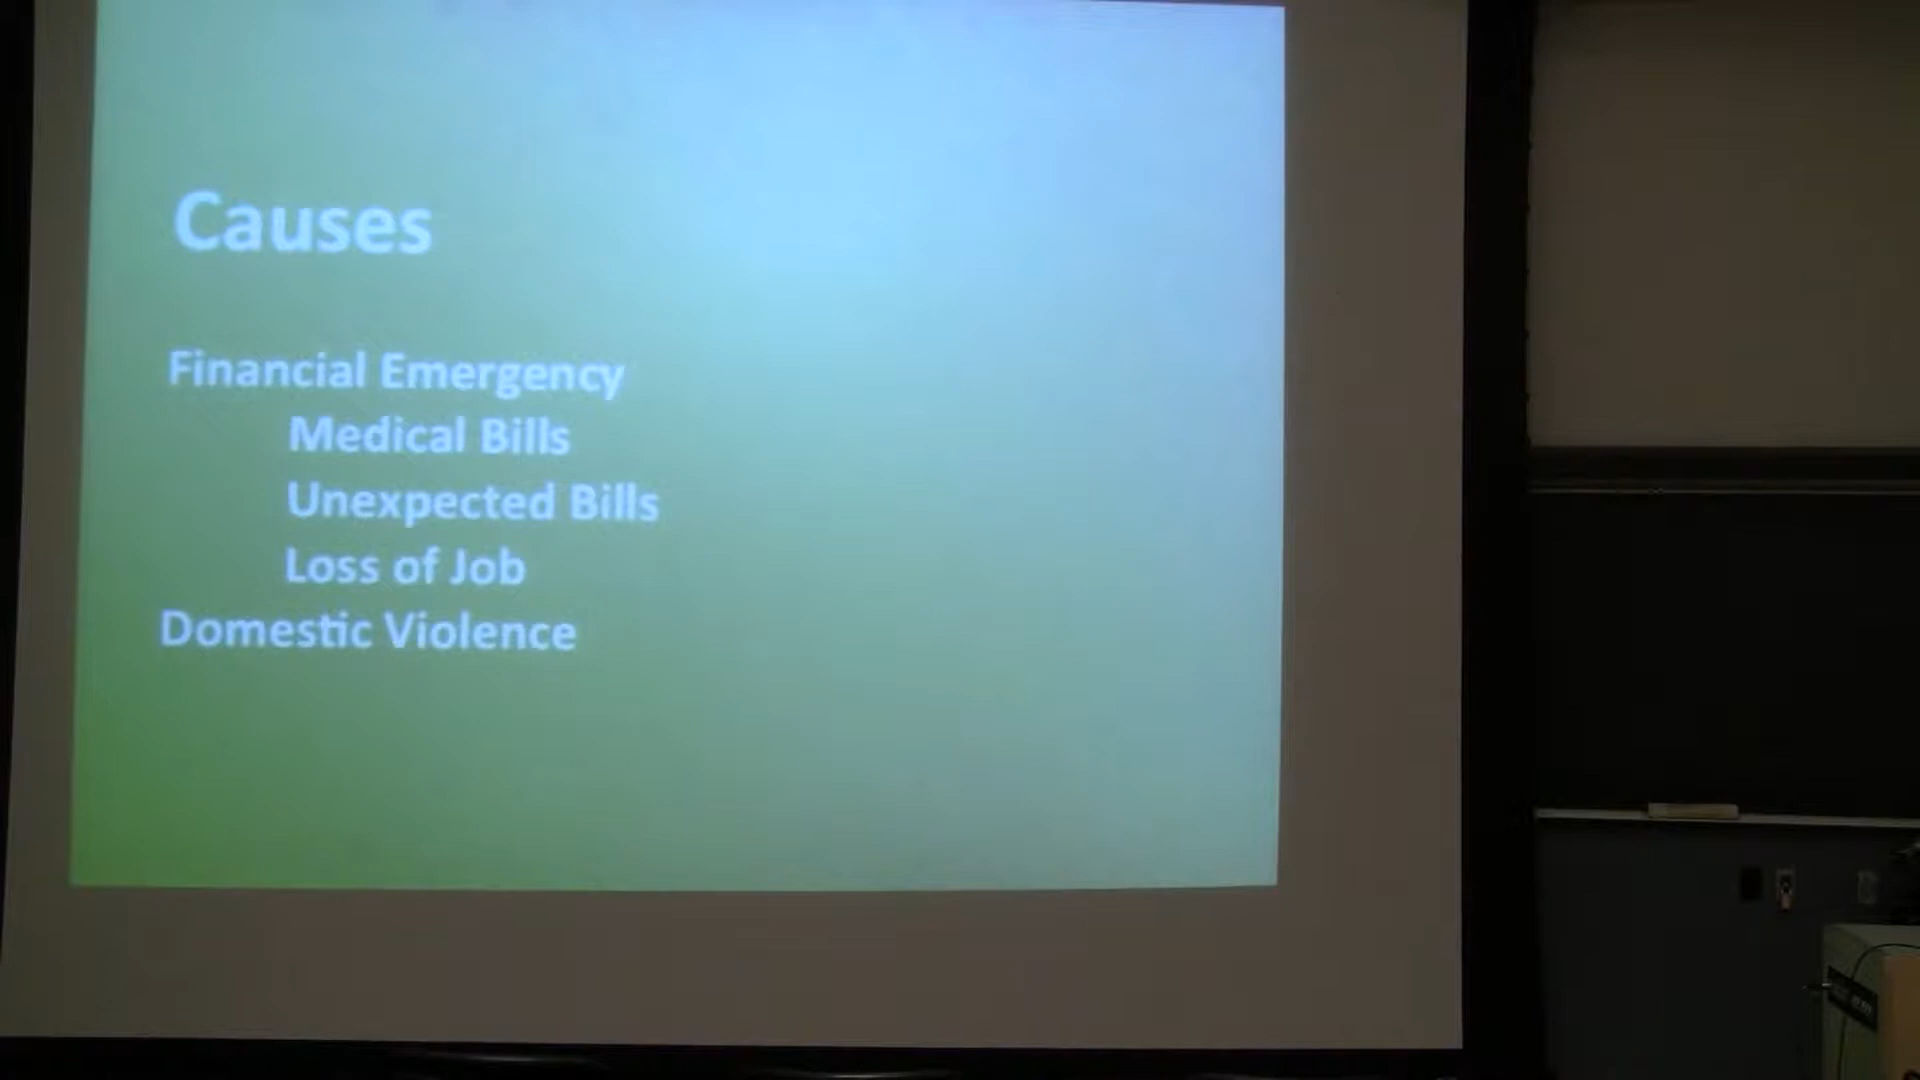 Causes
Financial Emergency
Medical Bills
Unexpected Bills
Loss of Job
Domestic Violence